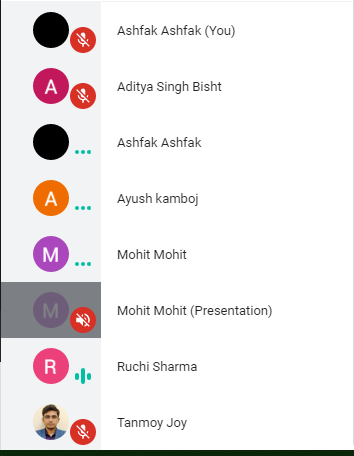 Ashfak Ashfak (You)
A Aditya Singh Bisht
Ashfak Ashfak
A Ayush kamboj
M Mohit Mohit
M Mohit Mohit (Presentation)
R Ruchi Sharma
Tanmoy Joy